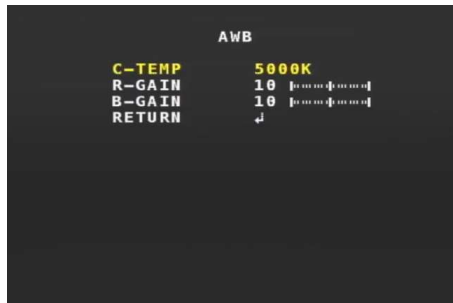 AWB
C-TEMP 5000K
R-GAIN 10
B-GAIN 10
RETURN ↲